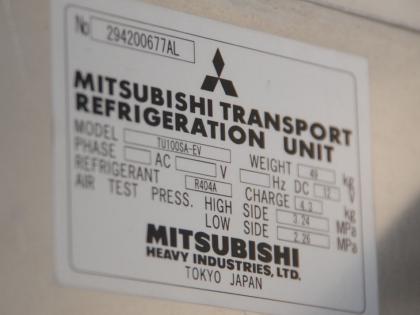 No 294200677AL
MITSUBISHI TRANSPORT
REFRIGERATION UNIT
MODEL TU100SA-EV WEIGHT 49 kg
PHASE AC V Hz DC 12 V
REFRIGERANT R404A CHARGE 4.3 kg
AIR TEST PRESS. HIGH SIDE 3.24 MPa
LOW SIDE 2.26 MPa
MITSUBISHI
HEAVY INDUSTRIES, LTD.
TOKYO JAPAN